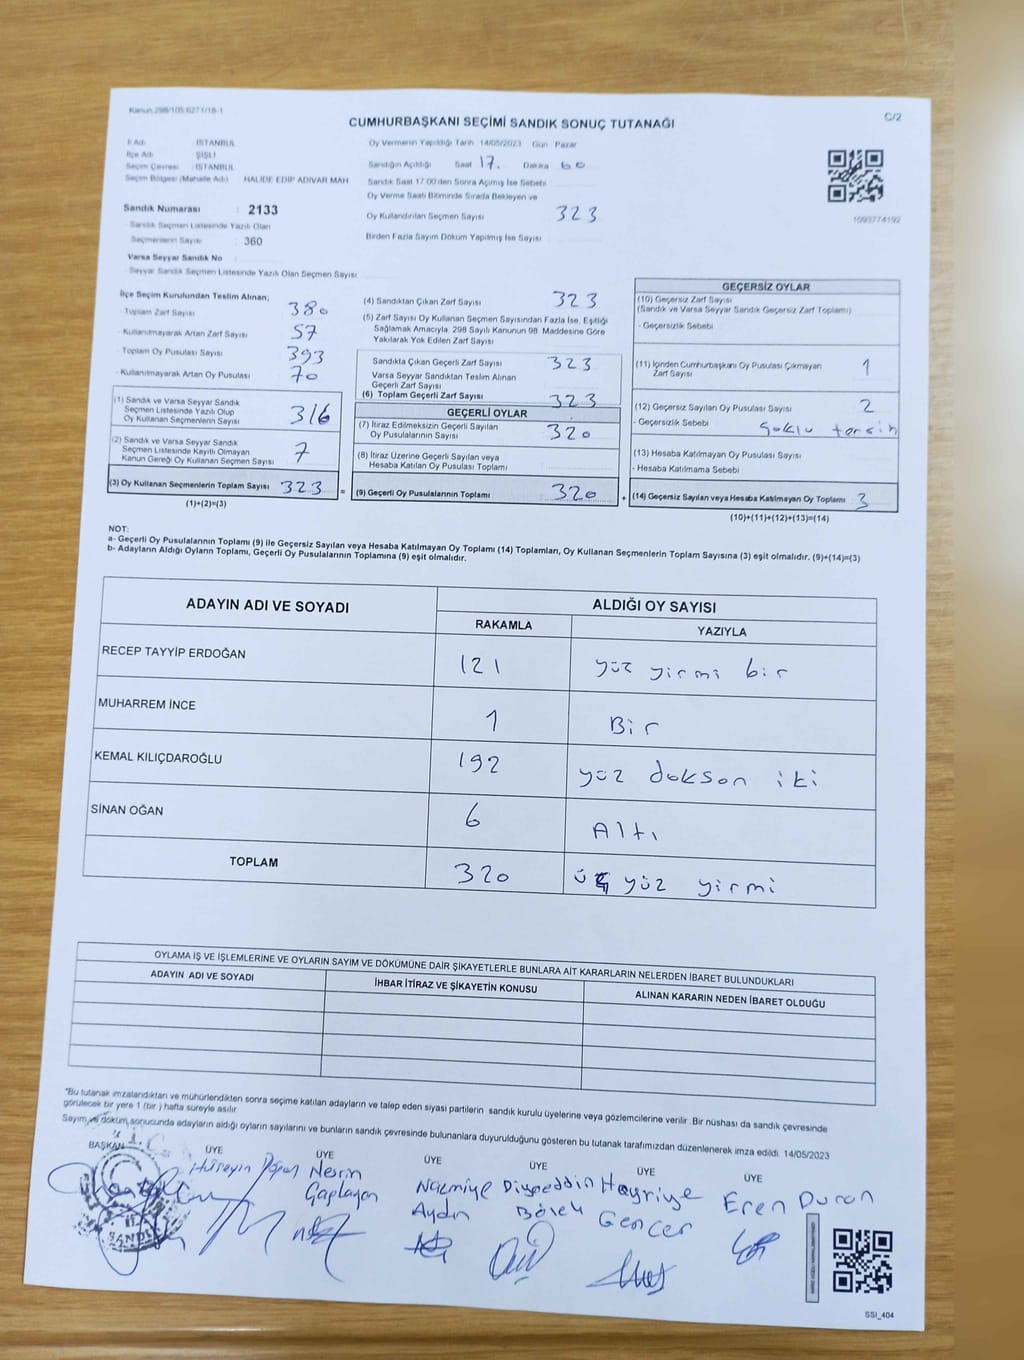 Kanun:298/105;6271/18-1
C/2
CUMHURBAŞKANI SEÇİMİ SANDIK SONUÇ TUTANAĞI
İl Adı : İSTANBUL
İlçe Adı : ŞİŞLİ
Seçim Çevresi : İSTANBUL
Seçim Bölgesi (Mahalle Adı) : HALİDE EDİP ADIVAR MAH
Sandık Numarası : 2133
- Sandık Seçmen Listesinde Yazılı Olan
Seçmenlerin Sayısı : 360
Varsa Seyyar Sandık No :
- Seyyar Sandık Seçmen Listesinde Yazılı Olan Seçmen Sayısı
Oy Vermenin Yapıldığı Tarih 14/05/2023 Gün Pazar
Sandığın Açıldığı Saat 17. Dakika 60
Sandık Saat 17.00'den Sonra Açılmış İse Sebebi
Oy Verme Saati Bitiminde Sırada Bekleyen ve
Oy Kullandırılan Seçmen Sayısı 323
Birden Fazla Sayım Döküm Yapılmış İse Sayısı
1093774192
İlçe Seçim Kurulundan Teslim Alınan;
- Toplam Zarf Sayısı 380
- Kullanılmayarak Artan Zarf Sayısı 57
- Toplam Oy Pusulası Sayısı 393
- Kullanılmayarak Artan Oy Pusulası 70
(1) Sandık ve Varsa Seyyar Sandık
Seçmen Listesinde Yazılı Olup
Oy Kullanan Seçmen Sayısı 316
(2) Sandık ve Varsa Seyyar Sandık
Seçmen Listesinde Kayıtlı Olmayan
Kanun Gereği Oy Kullanan Seçmen Sayısı 7
(3) Oy Kullanan Seçmenlerin Toplam Sayısı 323 =
(1)+(2)=(3)
(4) Sandıktan Çıkan Zarf Sayısı 323
(5) Zarf Sayısı Oy Kullanan Seçmen Sayısından Fazla İse, Eşitliği
Sağlamak Amacıyla, 298 Sayılı Kanunun 98. Maddesine Göre
Yakılarak Yok Edilen Zarf Sayısı
Sandıkta Çıkan Geçerli Zarf Sayısı 323
Varsa Seyyar Sandıktan Teslim Alınan
Geçerli Zarf Sayısı
(6) Toplam Geçerli Zarf Sayısı 323
GEÇERLİ OYLAR
(7) İtiraz Edilmeksizin Geçerli Sayılan
Oy Pusulalarının Sayısı 320
(8) İtiraz Üzerine Geçerli Sayılan veya
Hesaba Katılan Oy Pusulası Toplamı
(9) Geçerli Oy Pusulalarının Toplamı 320 +
GEÇERSİZ OYLAR
(10) Geçersiz Zarf Sayısı
(Sandık ve Varsa Seyyar Sandık Geçersiz Zarf Toplamı)
- Geçersizlik Sebebi
(11) İçinden Cumhurbaşkanı Oy Pusulası Çıkmayan
Zarf Sayısı 1
(12) Geçersiz Sayılan Oy Pusulası Sayısı 2
- Geçersizlik Sebebi
(13) Hesaba Katılmayan Oy Pusulası Sayısı
- Hesaba Katılmama Sebebi
(14) Geçersiz Sayılan veya Hesaba Katılmayan Oy Toplamı 3
(10)+(11)+(12)+(13)=(14)
NOT:
a- Geçerli Oy Pusulalarının Toplamı (9) ile Geçersiz Sayılan veya Hesaba Katılmayan Oy Toplamı (14) Toplamları, Oy Kullanan Seçmenlerin Toplam Sayısına (3) eşit olmalıdır. (9)+(14)=(3)
b- Adayların Aldığı Oyların Toplamı, Geçerli Oy Pusulalarının Toplamına (9) eşit olmalıdır.
ADAYIN ADI VE SOYADI ALDIĞI OY SAYISI
RAKAMLA YAZIYLA
RECEP TAYYİP ERDOĞAN 121 yüz yirmi bir
MUHARREM İNCE 1 Bir
KEMAL KILIÇDAROĞLU 192 yüz dokson iki
SİNAN OĞAN 6 Altı
TOPLAM 320 üç yüz yirmi
OYLAMA İŞ VE İŞLEMLERİNE VE OYLARIN SAYIM VE DÖKÜMÜNE DAİR ŞİKAYETLERLE BUNLARA AİT KARARLARIN NELERDEN İBARET BULUNDUKLARI
ADAYIN ADI VE SOYADI İHBAR İTİRAZ VE ŞİKAYETİN KONUSU ALINAN KARARIN NEDEN İBARET OLDUĞU
*Bu tutanak imzalandıktan ve mühürlendikten sonra seçime katılan adayların ve talep eden siyasi partilerin sandık kurulu üyelerine veya gözlemcilerine verilir. Bir nüshası da sandık çevresinde
görülecek bir yere 1 (bir ) hafta süreyle asılır.
Sayım ve döküm sonucunda adayların aldığı oyların sayılarını ve bunların sandık çevresinde bulunanlara duyurulduğunu gösteren bu tutanak tarafımızdan düzenlenerek imza edildi. 14/05/2023
BAŞKAN ÜYE ÜYE ÜYE ÜYE ÜYE ÜYE
Hüseyin Nesrin Nazmiye Diyaeddin Hayriye Eren Duran
Aydın Gencer
SANDIK
SSI_404